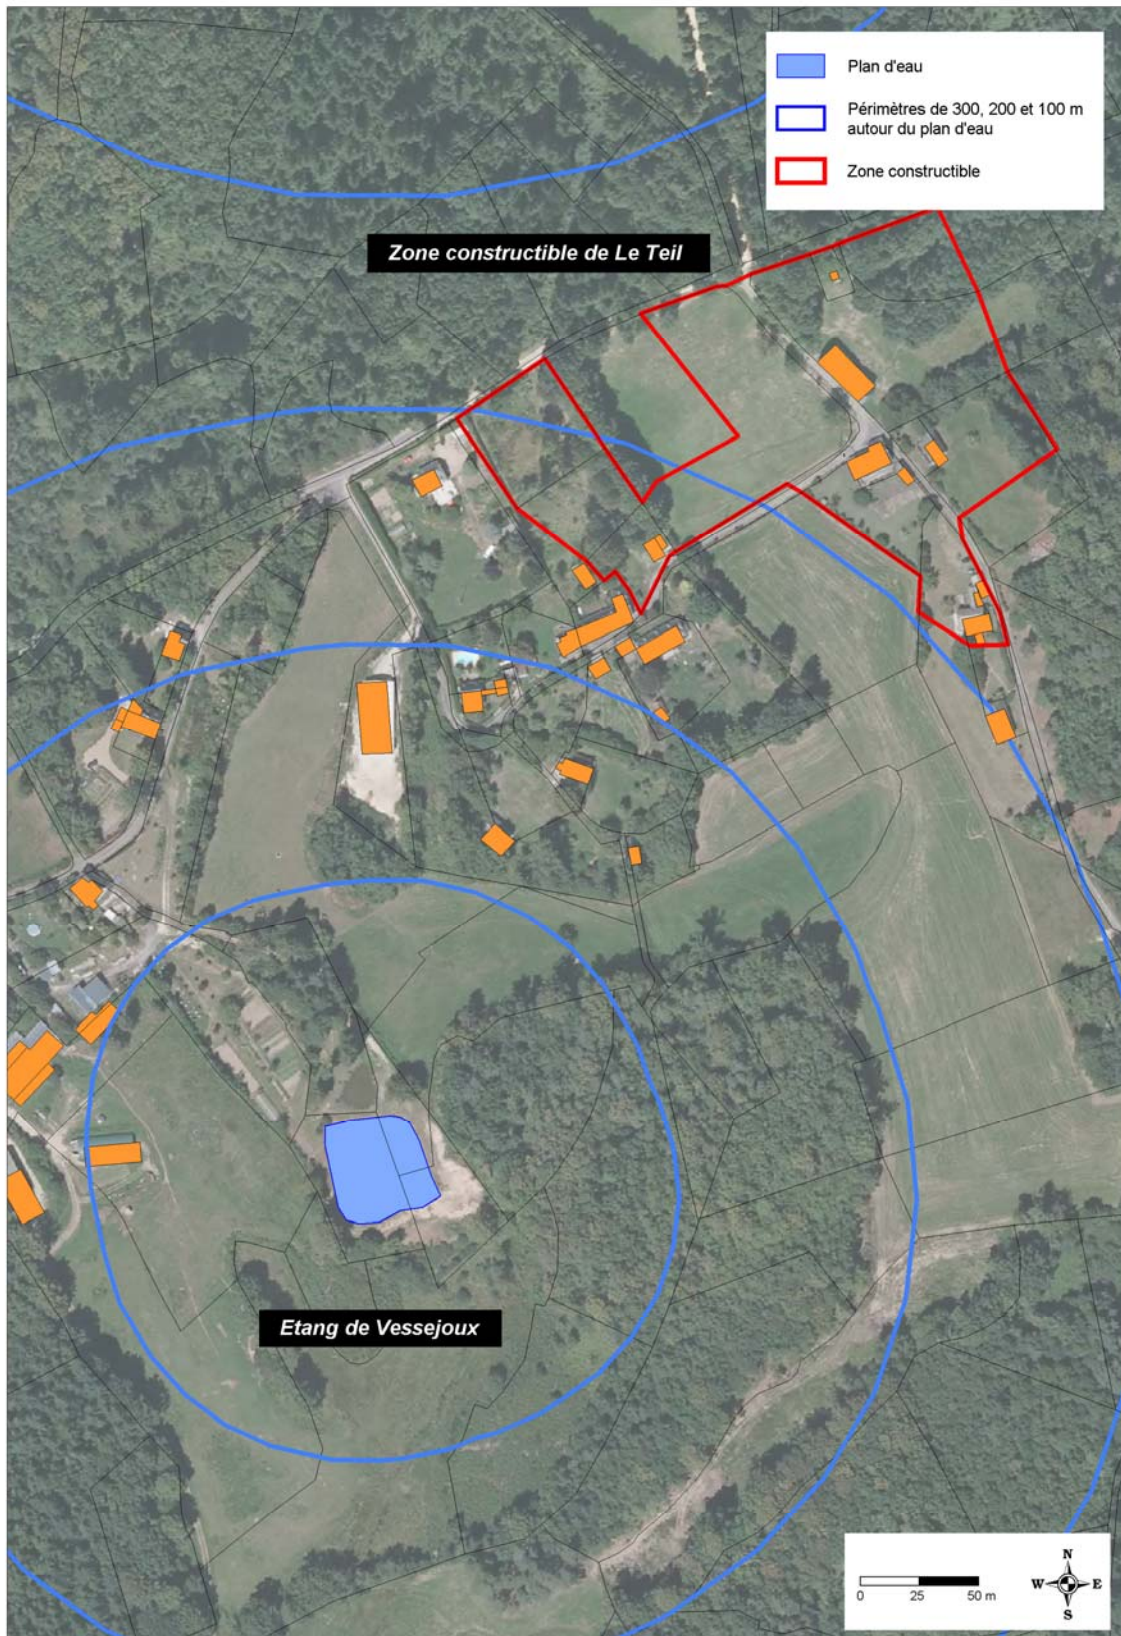 Plan d'eau
Périmètres de 300, 200 et 100 m
autour du plan d'eau
Zone constructible
Zone constructible de Le Teil
Etang de Vessejoux
N
W E
S
0 25 50 m